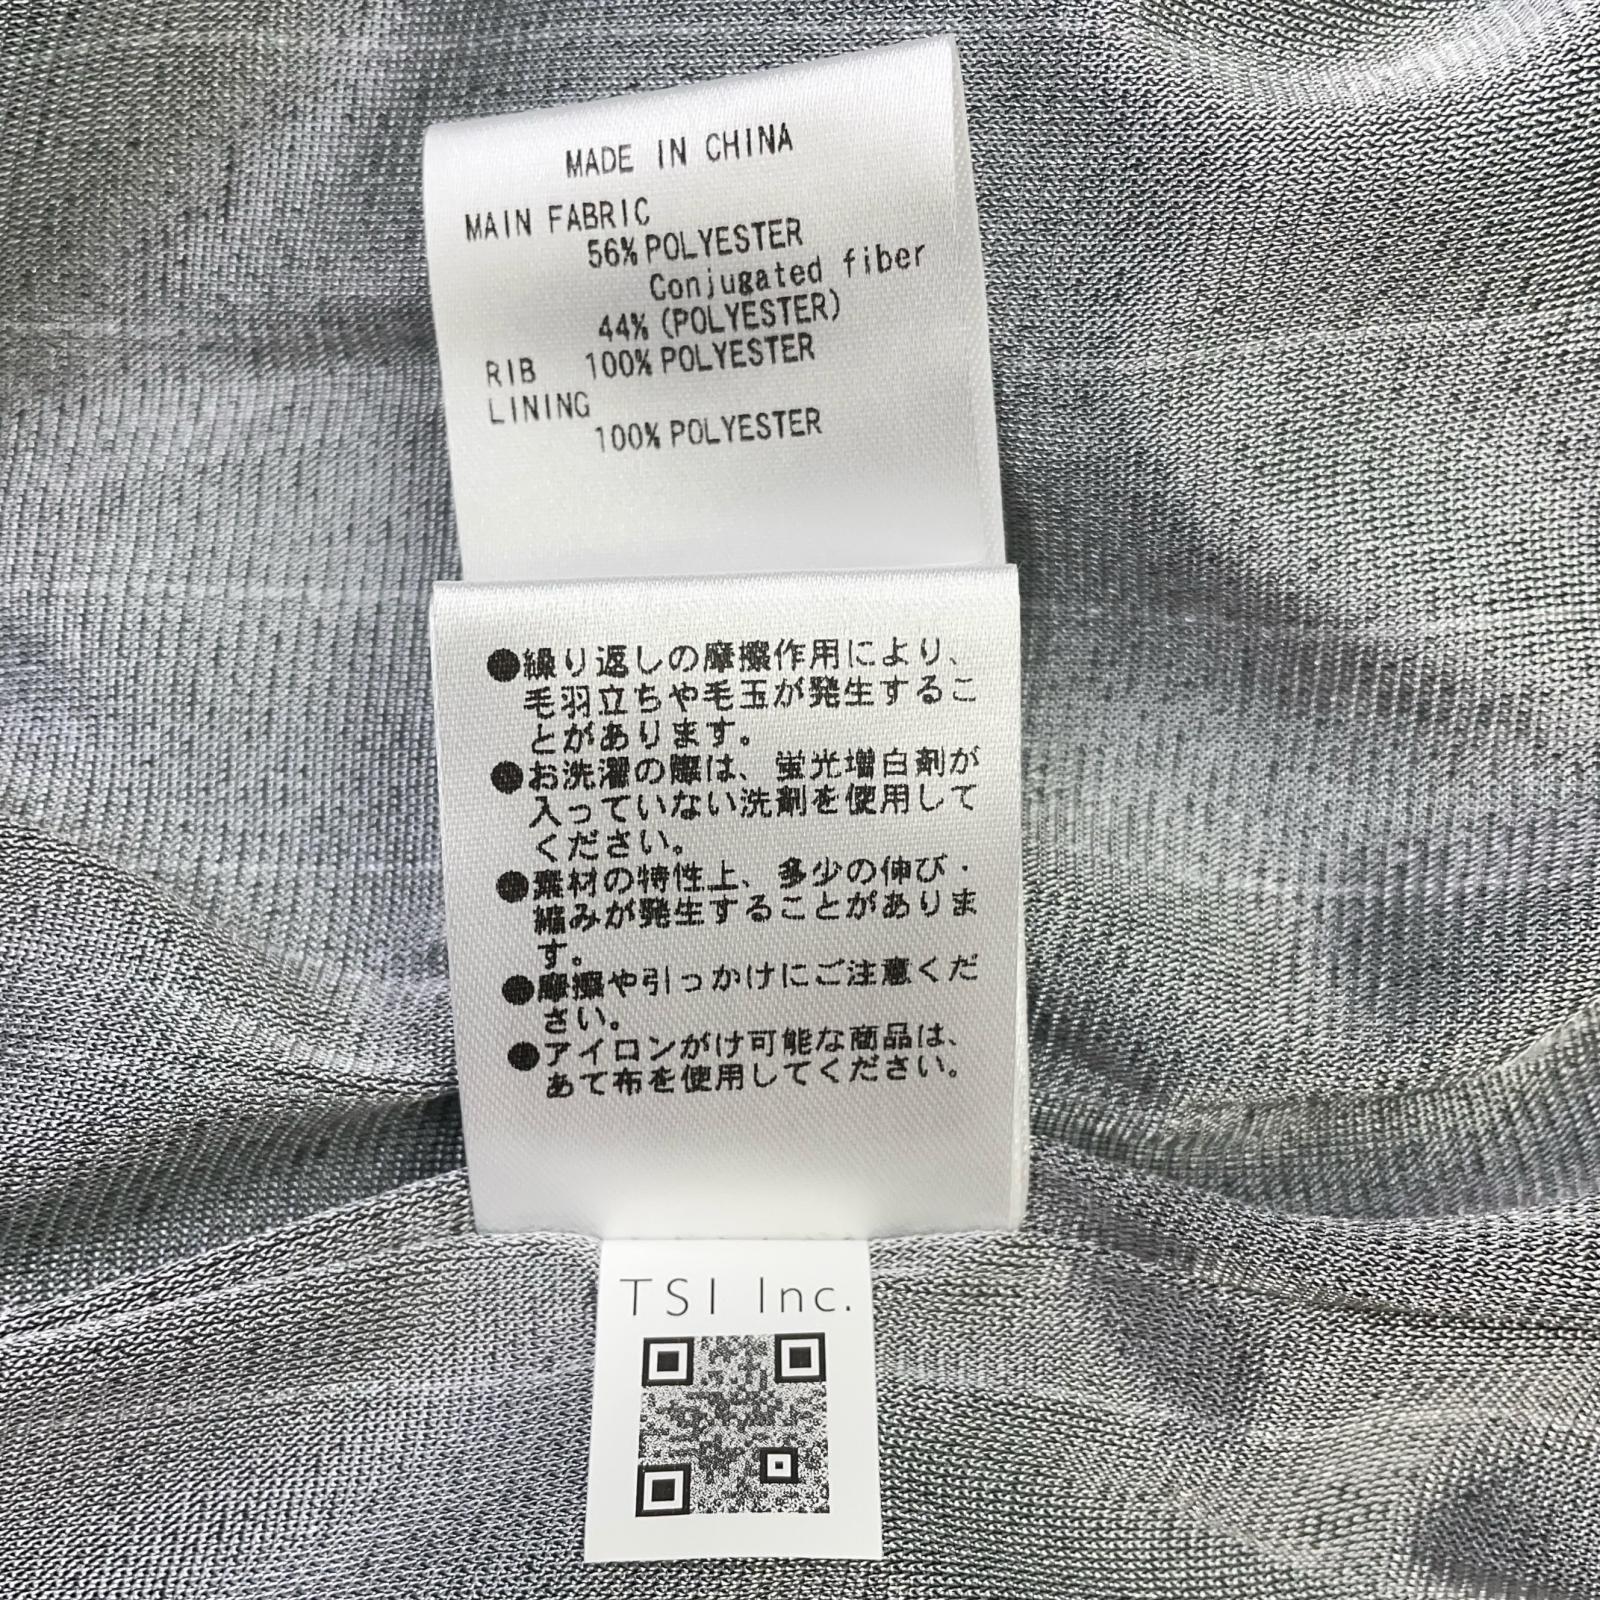 MADE IN CHINA
MAIN FABRIC
56% POLYESTER
Conjugated fiber
44% (POLYESTER)
RIB 100% POLYESTER
LINING
100% POLYESTER
●繰り返しの摩擦作用により、
毛羽立ちや毛玉が発生するこ
とがあります。
●お洗濯の際は、蛍光増白剤が
入っていない洗剤を使用して
ください。
●素材の特性上、多少の伸び・
縮みが発生することがありま
す。
●摩擦や引っかけにご注意くだ
さい。
●アイロンがけ可能な商品は、
あて布を使用してください。
TSI Inc.